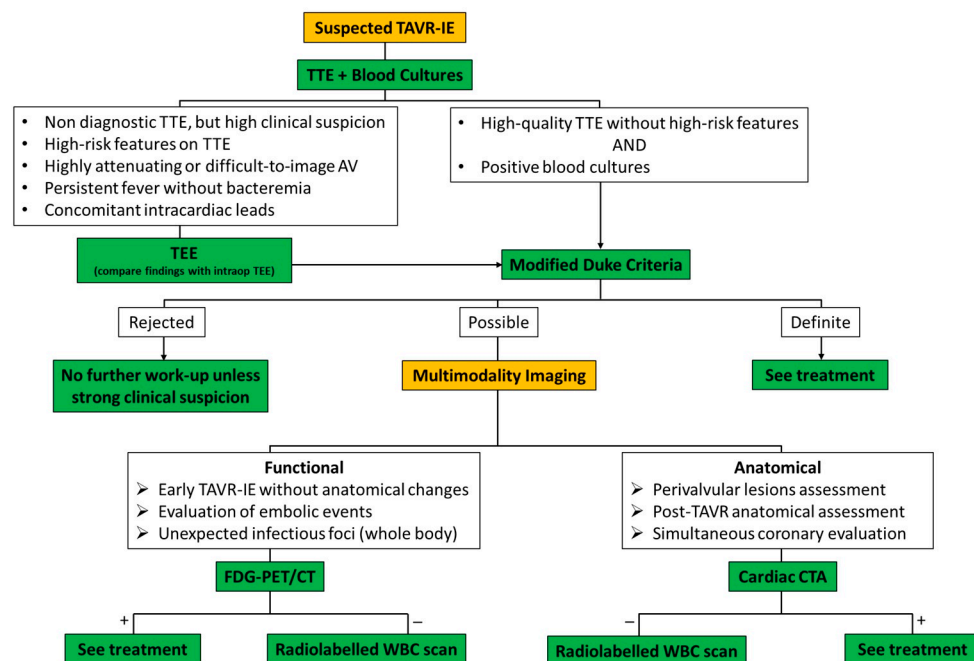 Suspected TAVR-IE
TTE + Blood Cultures
• Non diagnostic TTE, but high clinical suspicion
• High-risk features on TTE
• Highly attenuating or difficult-to-image AV
• Persistent fever without bacteremia
• Concomitant intracardiac leads
• High-quality TTE without high-risk features
AND
• Positive blood cultures
TEE
(compare findings with intraop TEE)
Modified Duke Criteria
Rejected
Possible
Definite
No further work-up unless
strong clinical suspicion
Multimodality Imaging
See treatment
Functional
➢ Early TAVR-IE without anatomical changes
➢ Evaluation of embolic events
➢ Unexpected infectious foci (whole body)
Anatomical
➢ Perivalvular lesions assessment
➢ Post-TAVR anatomical assessment
➢ Simultaneous coronary evaluation
FDG-PET/CT
Cardiac CTA
+
–
–
+
See treatment
Radiolabelled WBC scan
Radiolabelled WBC scan
See treatment